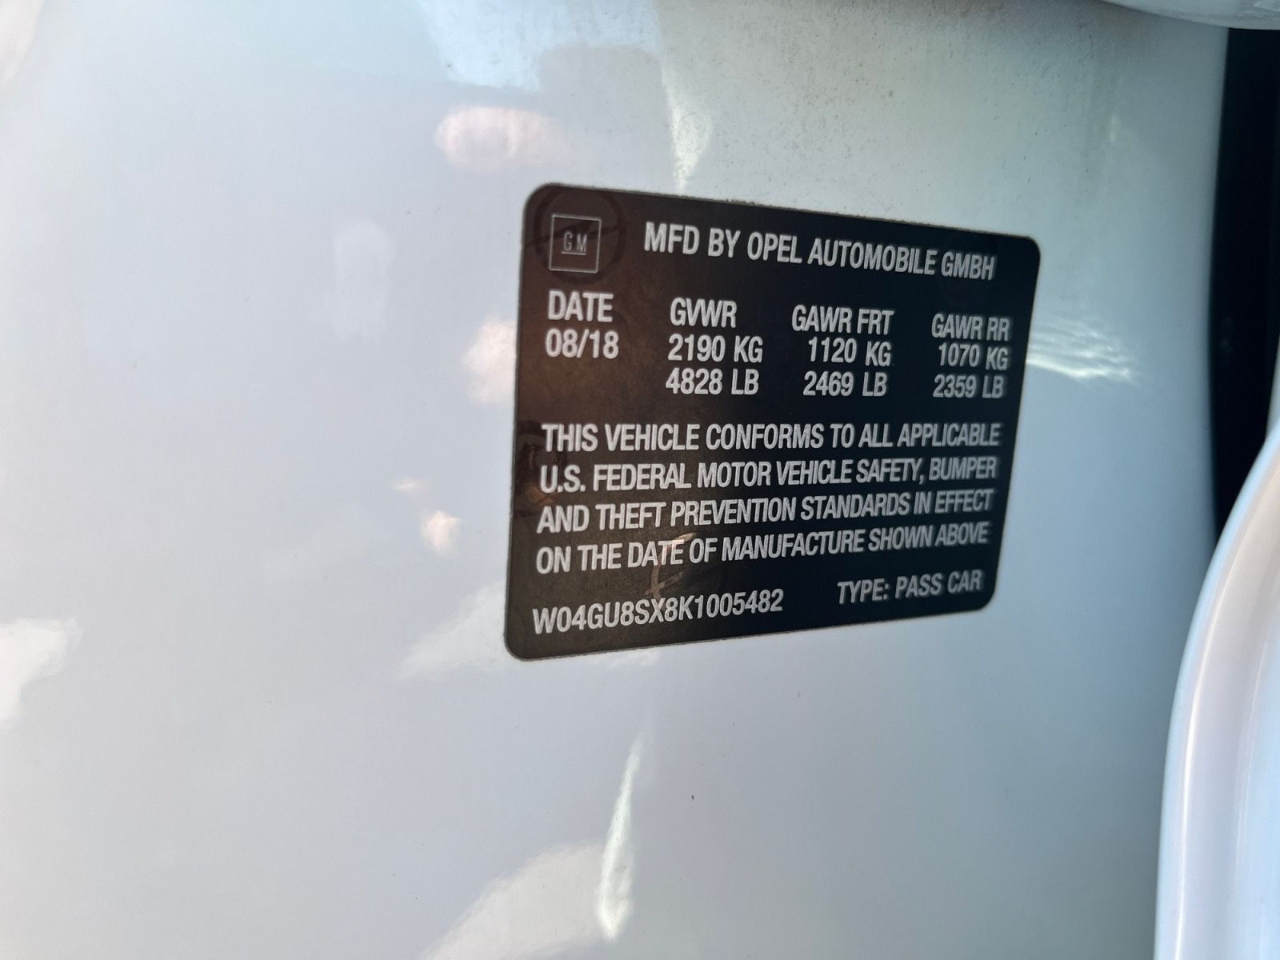 GM MFD BY OPEL AUTOMOBILE GMBH
DATE GVWR GAWR FRT GAWR RR
08/18 2190 KG 1120 KG 1070 KG
4828 LB 2469 LB 2359 LB
THIS VEHICLE CONFORMS TO ALL APPLICABLE
U.S. FEDERAL MOTOR VEHICLE SAFETY, BUMPER
AND THEFT PREVENTION STANDARDS IN EFFECT
ON THE DATE OF MANUFACTURE SHOWN ABOVE
W04GU8SX8K1005482 TYPE: PASS CAR